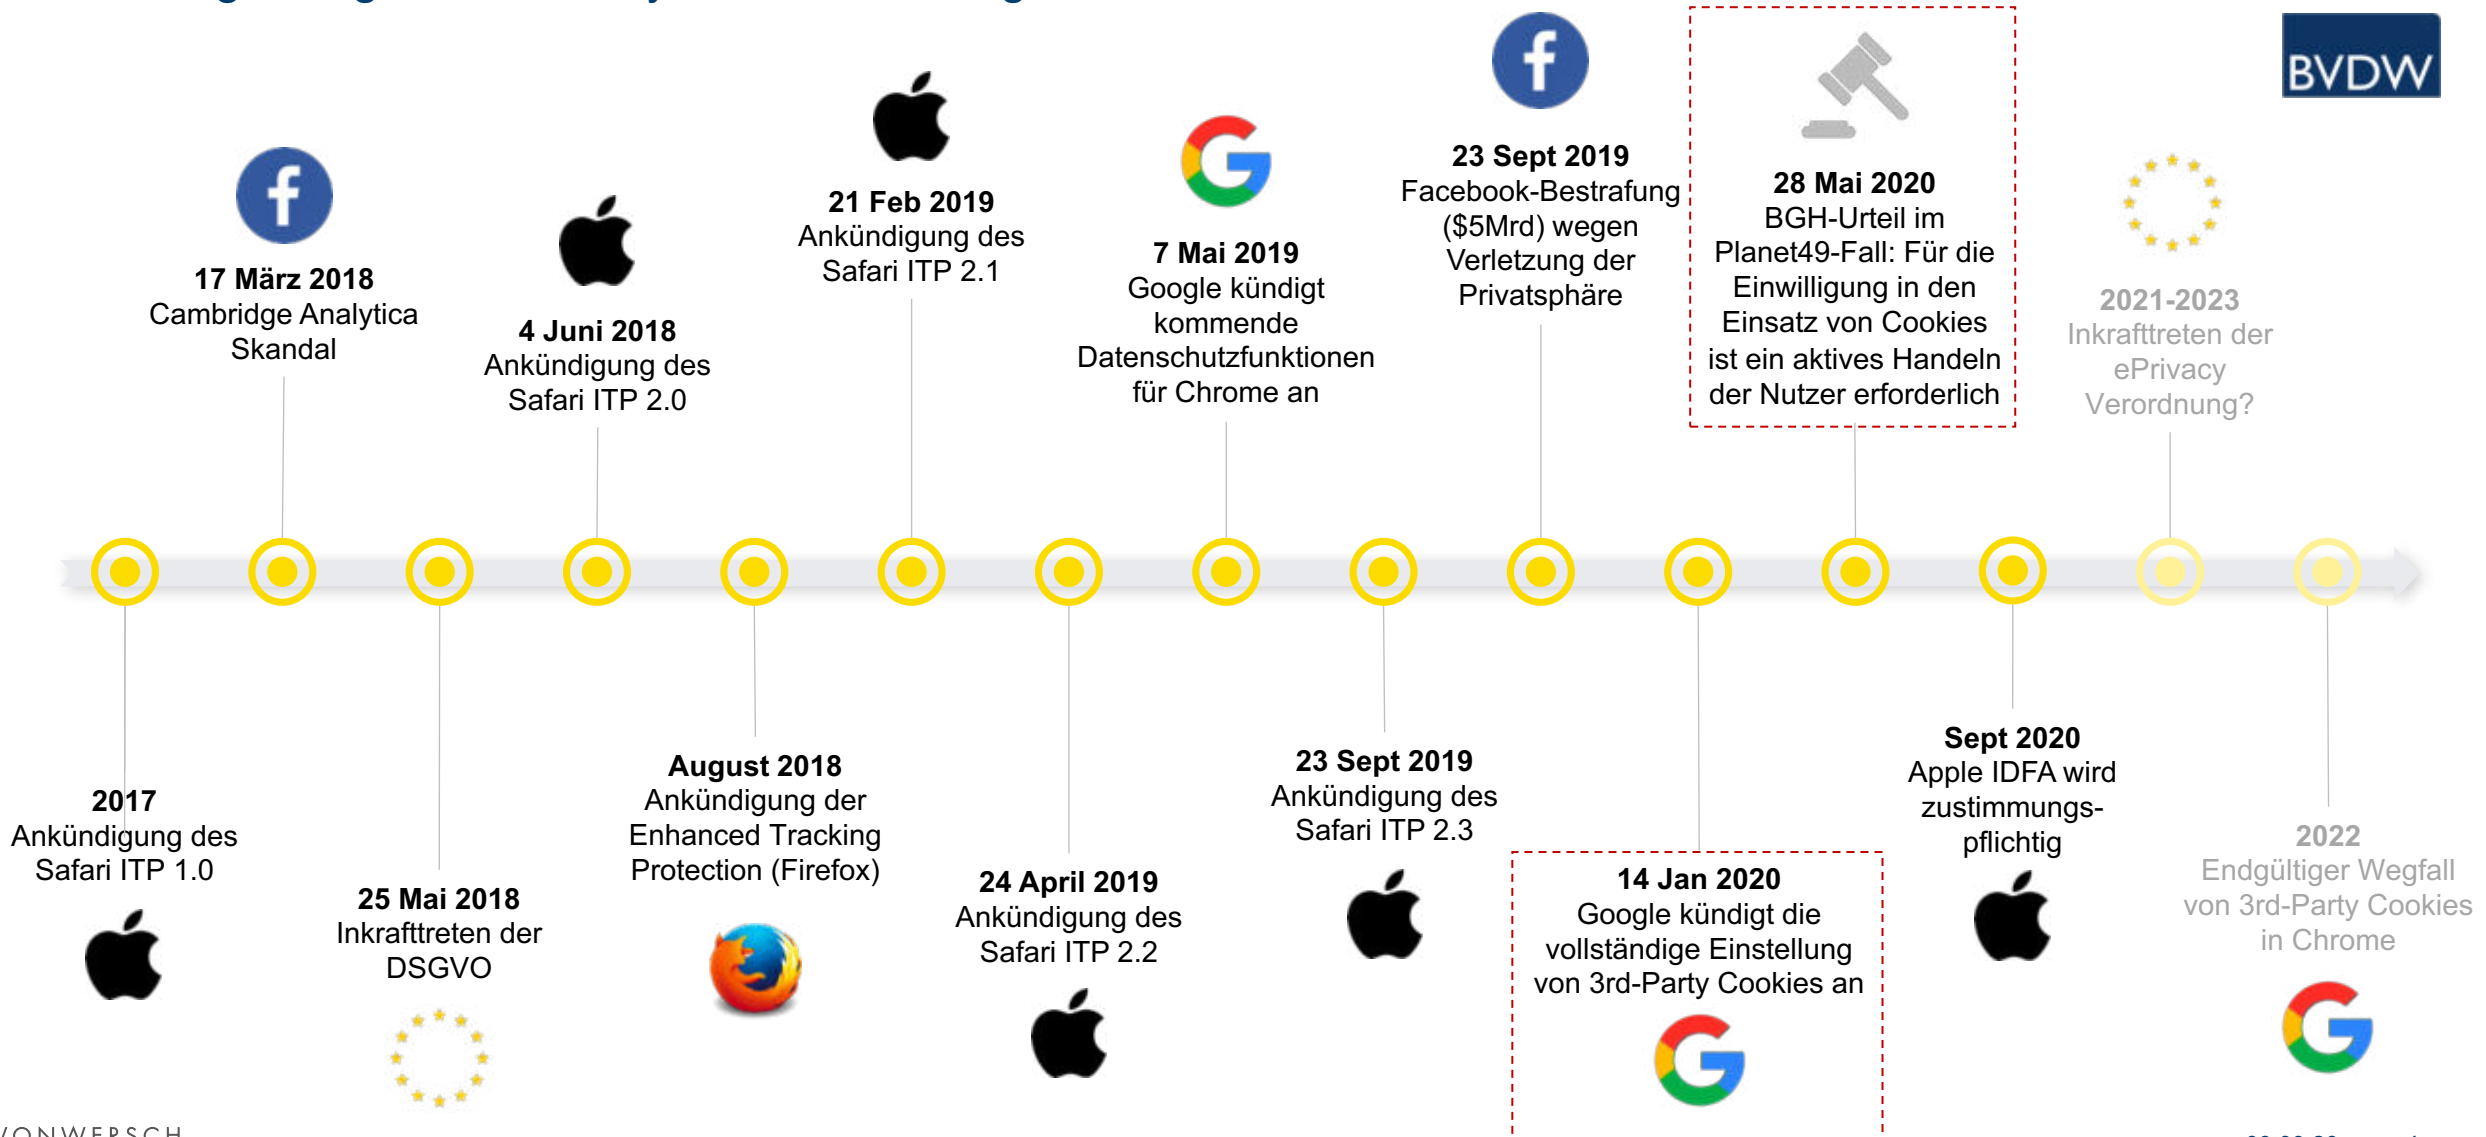 BVDW
2017
Ankündigung des
Safari ITP 1.0
17 März 2018
Cambridge Analytica
Skandal
25 Mai 2018
Inkrafttreten der
DSGVO
4 Juni 2018
Ankündigung des
Safari ITP 2.0
August 2018
Ankündigung der
Enhanced Tracking
Protection (Firefox)
21 Feb 2019
Ankündigung des
Safari ITP 2.1
24 April 2019
Ankündigung des
Safari ITP 2.2
7 Mai 2019
Google kündigt
kommende
Datenschutzfunktionen
für Chrome an
23 Sept 2019
Ankündigung des
Safari ITP 2.3
23 Sept 2019
Facebook-Bestrafung
($5Mrd) wegen
Verletzung der
Privatsphäre
14 Jan 2020
Google kündigt die
vollständige Einstellung
von 3rd-Party Cookies an
28 Mai 2020
BGH-Urteil im
Planet49-Fall: Für die
Einwilligung in den
Einsatz von Cookies
ist ein aktives Handeln
der Nutzer erforderlich
Sept 2020
Apple IDFA wird
zustimmungs-
pflichtig
2021-2023
Inkrafttreten der
ePrivacy
Verordnung?
2022
Endgültiger Wegfall
von 3rd-Party Cookies
in Chrome
VONWERSCH